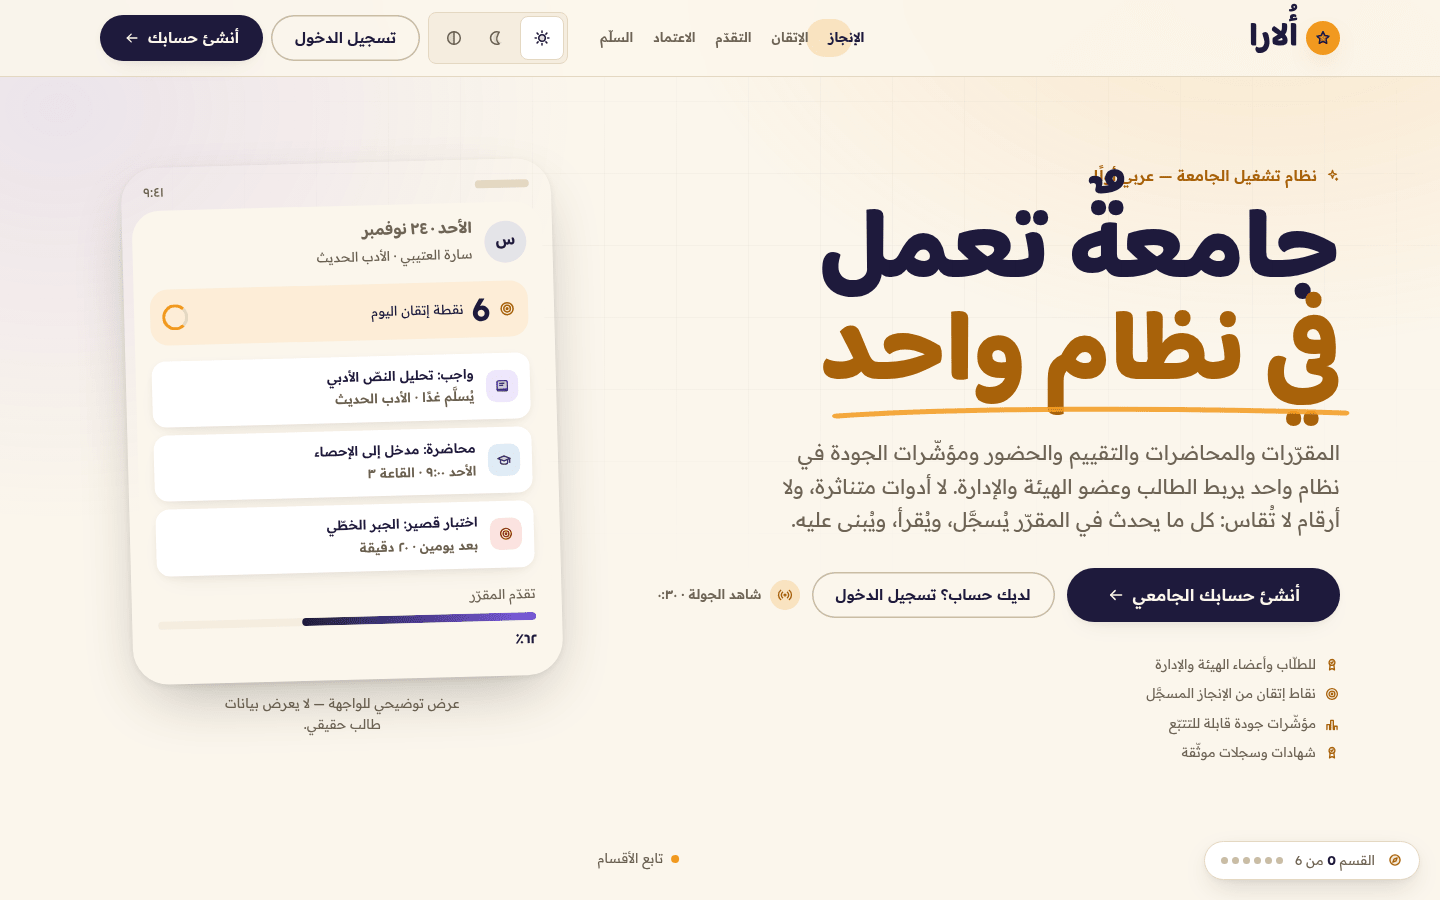 أُلارا
الإنجاز
الإتقان
التقدّم
الاعتماد
السلّم
تسجيل الدخول
أنشئ حسابك ←
نظام تشغيل الجامعة — عربي أولًا
جامعةٌ تعمل
في نظام واحد
المقرّرات والمحاضرات والتقييم والحضور ومؤشّرات الجودة في
نظام واحد يربط الطالب وعضو الهيئة والإدارة. لا أدوات متناثرة، ولا
أرقام لا تُقاس: كل ما يحدث في المقرّر يُسجَّل، ويُقرأ، ويُبنى عليه.
أنشئ حسابك الجامعي ←
لديك حساب؟ تسجيل الدخول
شاهد الجولة · ٠:٣٠
للطلّاب وأعضاء الهيئة والإدارة
نقاط إتقان من الإنجاز المسجَّل
مؤشّرات جودة قابلة للتتبّع
شهادات وسجلات موثّقة
٩:٤١
س
الأحد · ٢٤ نوفمبر
سارة العتيبي · الأدب الحديث
6 نقطة إتقان اليوم
واجب: تحليل النصّ الأدبي
يُسلَّم غدًا · الأدب الحديث
محاضرة: مدخل إلى الإحصاء
الأحد ٩:٠٠ · القاعة ٣
اختبار قصير: الجبر الخطّي
بعد يومين · ٢٠ دقيقة
تقدّم المقرّر
٦٢٪
عرض توضيحي للواجهة — لا يعرض بيانات
طالب حقيقي.
تابع الأقسام
القسم 0 من 6